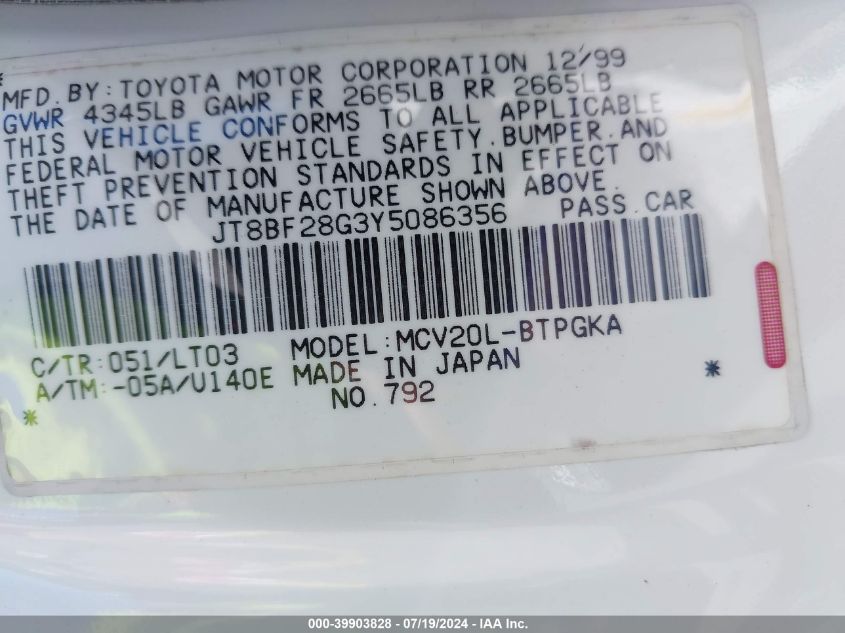 MFD. BY: TOYOTA MOTOR CORPORATION 12/99
GVWR 4345LB GAWR FR 2665LB RR 2665LB
THIS VEHICLE CONFORMS TO ALL APPLICABLE
FEDERAL MOTOR VEHICLE SAFETY, BUMPER, AND
THEFT PREVENTION STANDARDS IN EFFECT ON
THE DATE OF MANUFACTURE SHOWN ABOVE.
JT8BF28G3Y5086356 PASS. CAR
C/TR: 051/LT03 MODEL: MCV20L-BTPGKA
A/TM: -05A/U140E MADE IN JAPAN
NO. 792
000-39903828 - 07/19/2024 - IAA Inc.